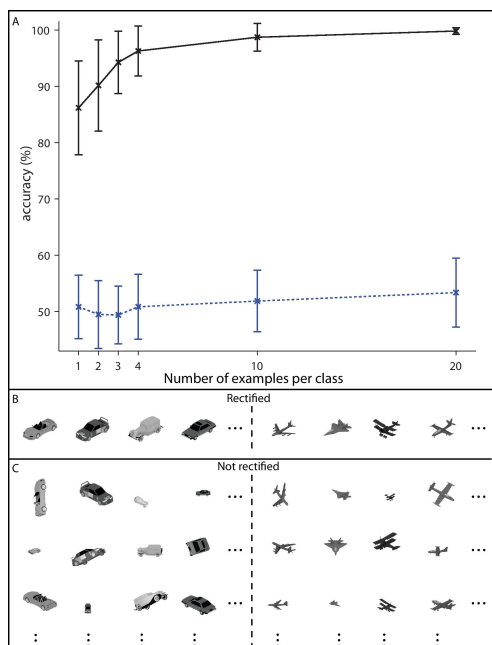 A
100
90
80
70
60
50
accuracy (%)
1 2 3 4 10 20
Number of examples per class
B
Rectified
C
Not rectified